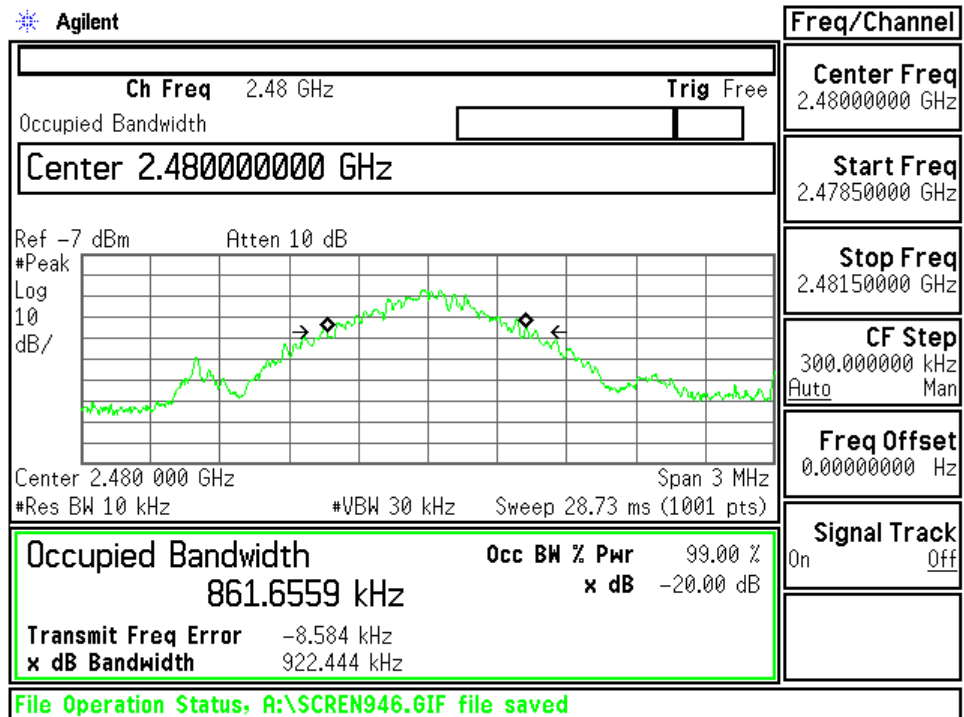 Agilent
Freq/Channel
Ch Freq 2.48 GHz Trig Free
Occupied Bandwidth
Center 2.480000000 GHz
Ref -7 dBm Atten 10 dB
#Peak
Log
10
dB/
Center 2.480 000 GHz Span 3 MHz
#Res BW 10 kHz #VBW 30 kHz Sweep 28.73 ms (1001 pts)
Occupied Bandwidth
861.6559 kHz
Occ BW % Pwr 99.00 %
x dB -20.00 dB
Transmit Freq Error -8.584 kHz
x dB Bandwidth 922.444 kHz
File Operation Status, A:\SCREN946.GIF file saved
Center Freq
2.48000000 GHz
Start Freq
2.47850000 GHz
Stop Freq
2.48150000 GHz
CF Step
300.000000 kHz
Auto Man
Freq Offset
0.00000000 Hz
Signal Track
On Off